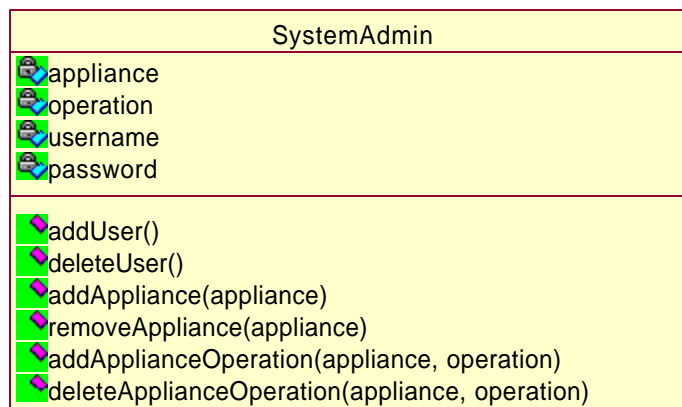 SystemAdmin
appliance
operation
username
password
addUser()
deleteUser()
addAppliance(appliance)
removeAppliance(appliance)
addApplianceOperation(appliance, operation)
deleteApplianceOperation(appliance, operation)